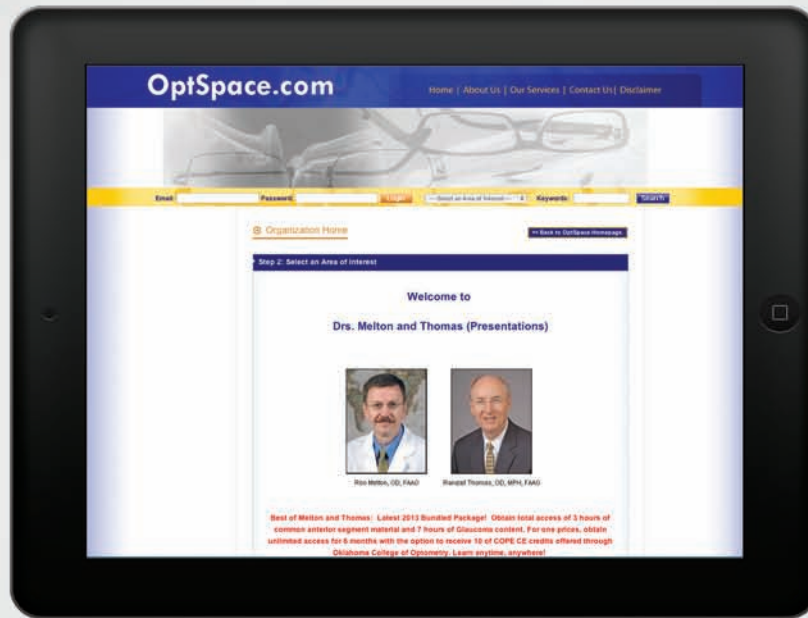 OptSpace.com
Home | About Us | Our Services | Contact Us | Disclaimer
Email: Password: Login ---Select an Area of Interest--- Keywords: Search
Organization Home
<< Back to OptSpace Homepage
Step 2: Select an Area of Interest
Welcome to
Drs. Melton and Thomas (Presentations)
Ron Melton, OD, FAAO Randall Thomas, OD, MPH, FAAO
Best of Melton and Thomas: Latest 2013 Bundled Package! Obtain total access of 3 hours of
common anterior segment material and 7 hours of Glaucoma content. For one prices, obtain
unlimited access for 6 months with the option to receive 10 of COPE CE credits offered through
Oklahoma College of Optometry. Learn anytime, anywhere!